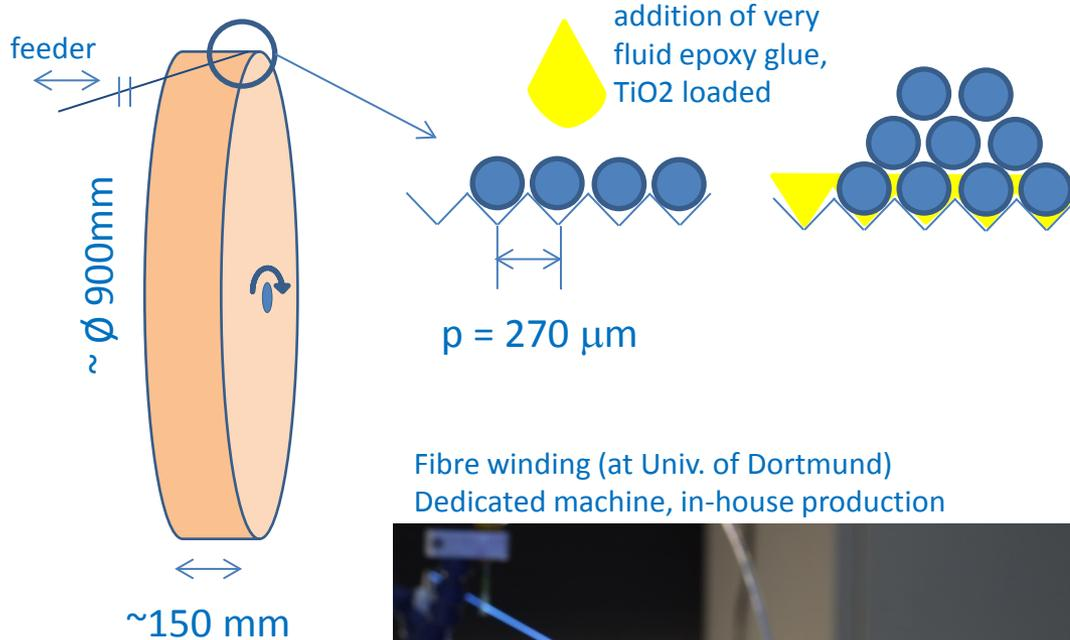 feeder
addition of very
fluid epoxy glue,
TiO2 loaded
~ Ø 900mm
p = 270 μm
Fibre winding (at Univ. of Dortmund)
Dedicated machine, in-house production
~150 mm